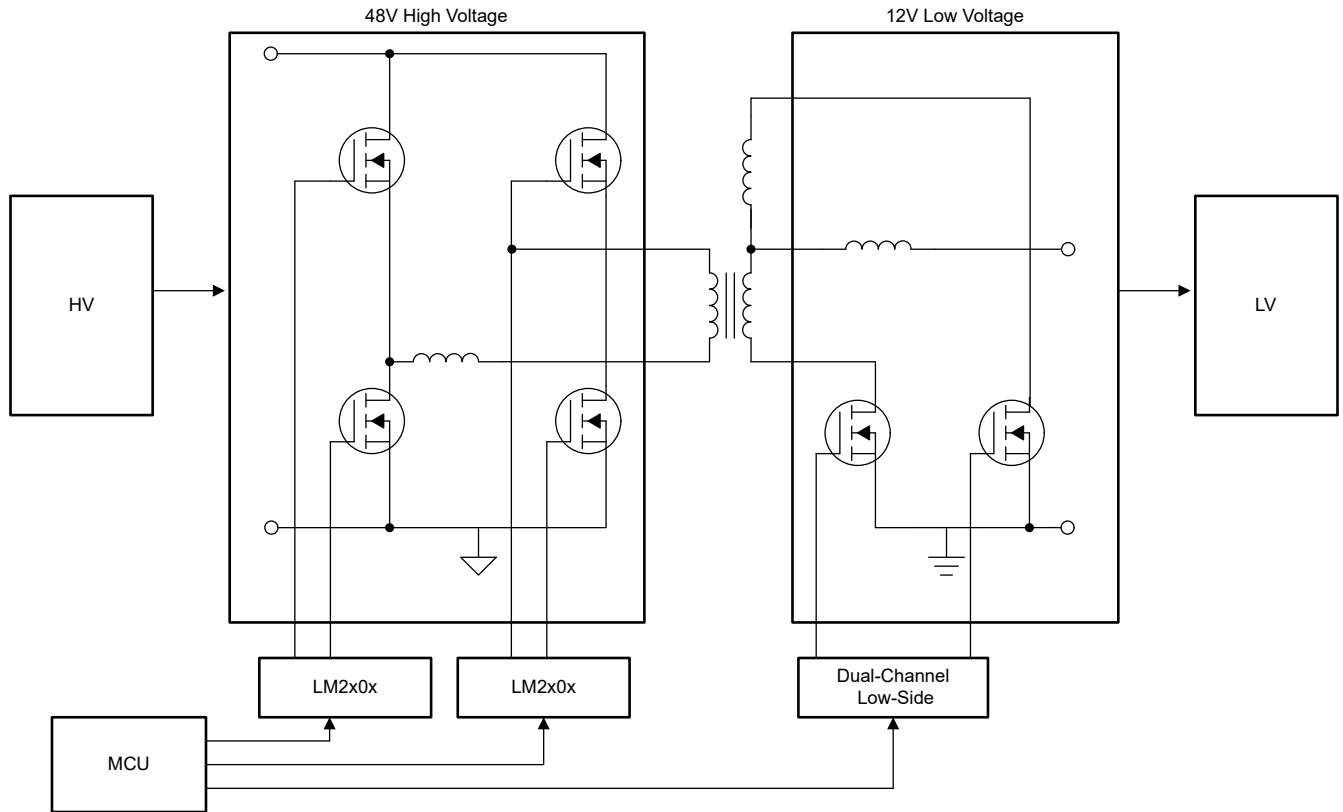 48V High Voltage
12V Low Voltage
HV
LV
LM2x0x
LM2x0x
Dual-Channel
Low-Side
MCU